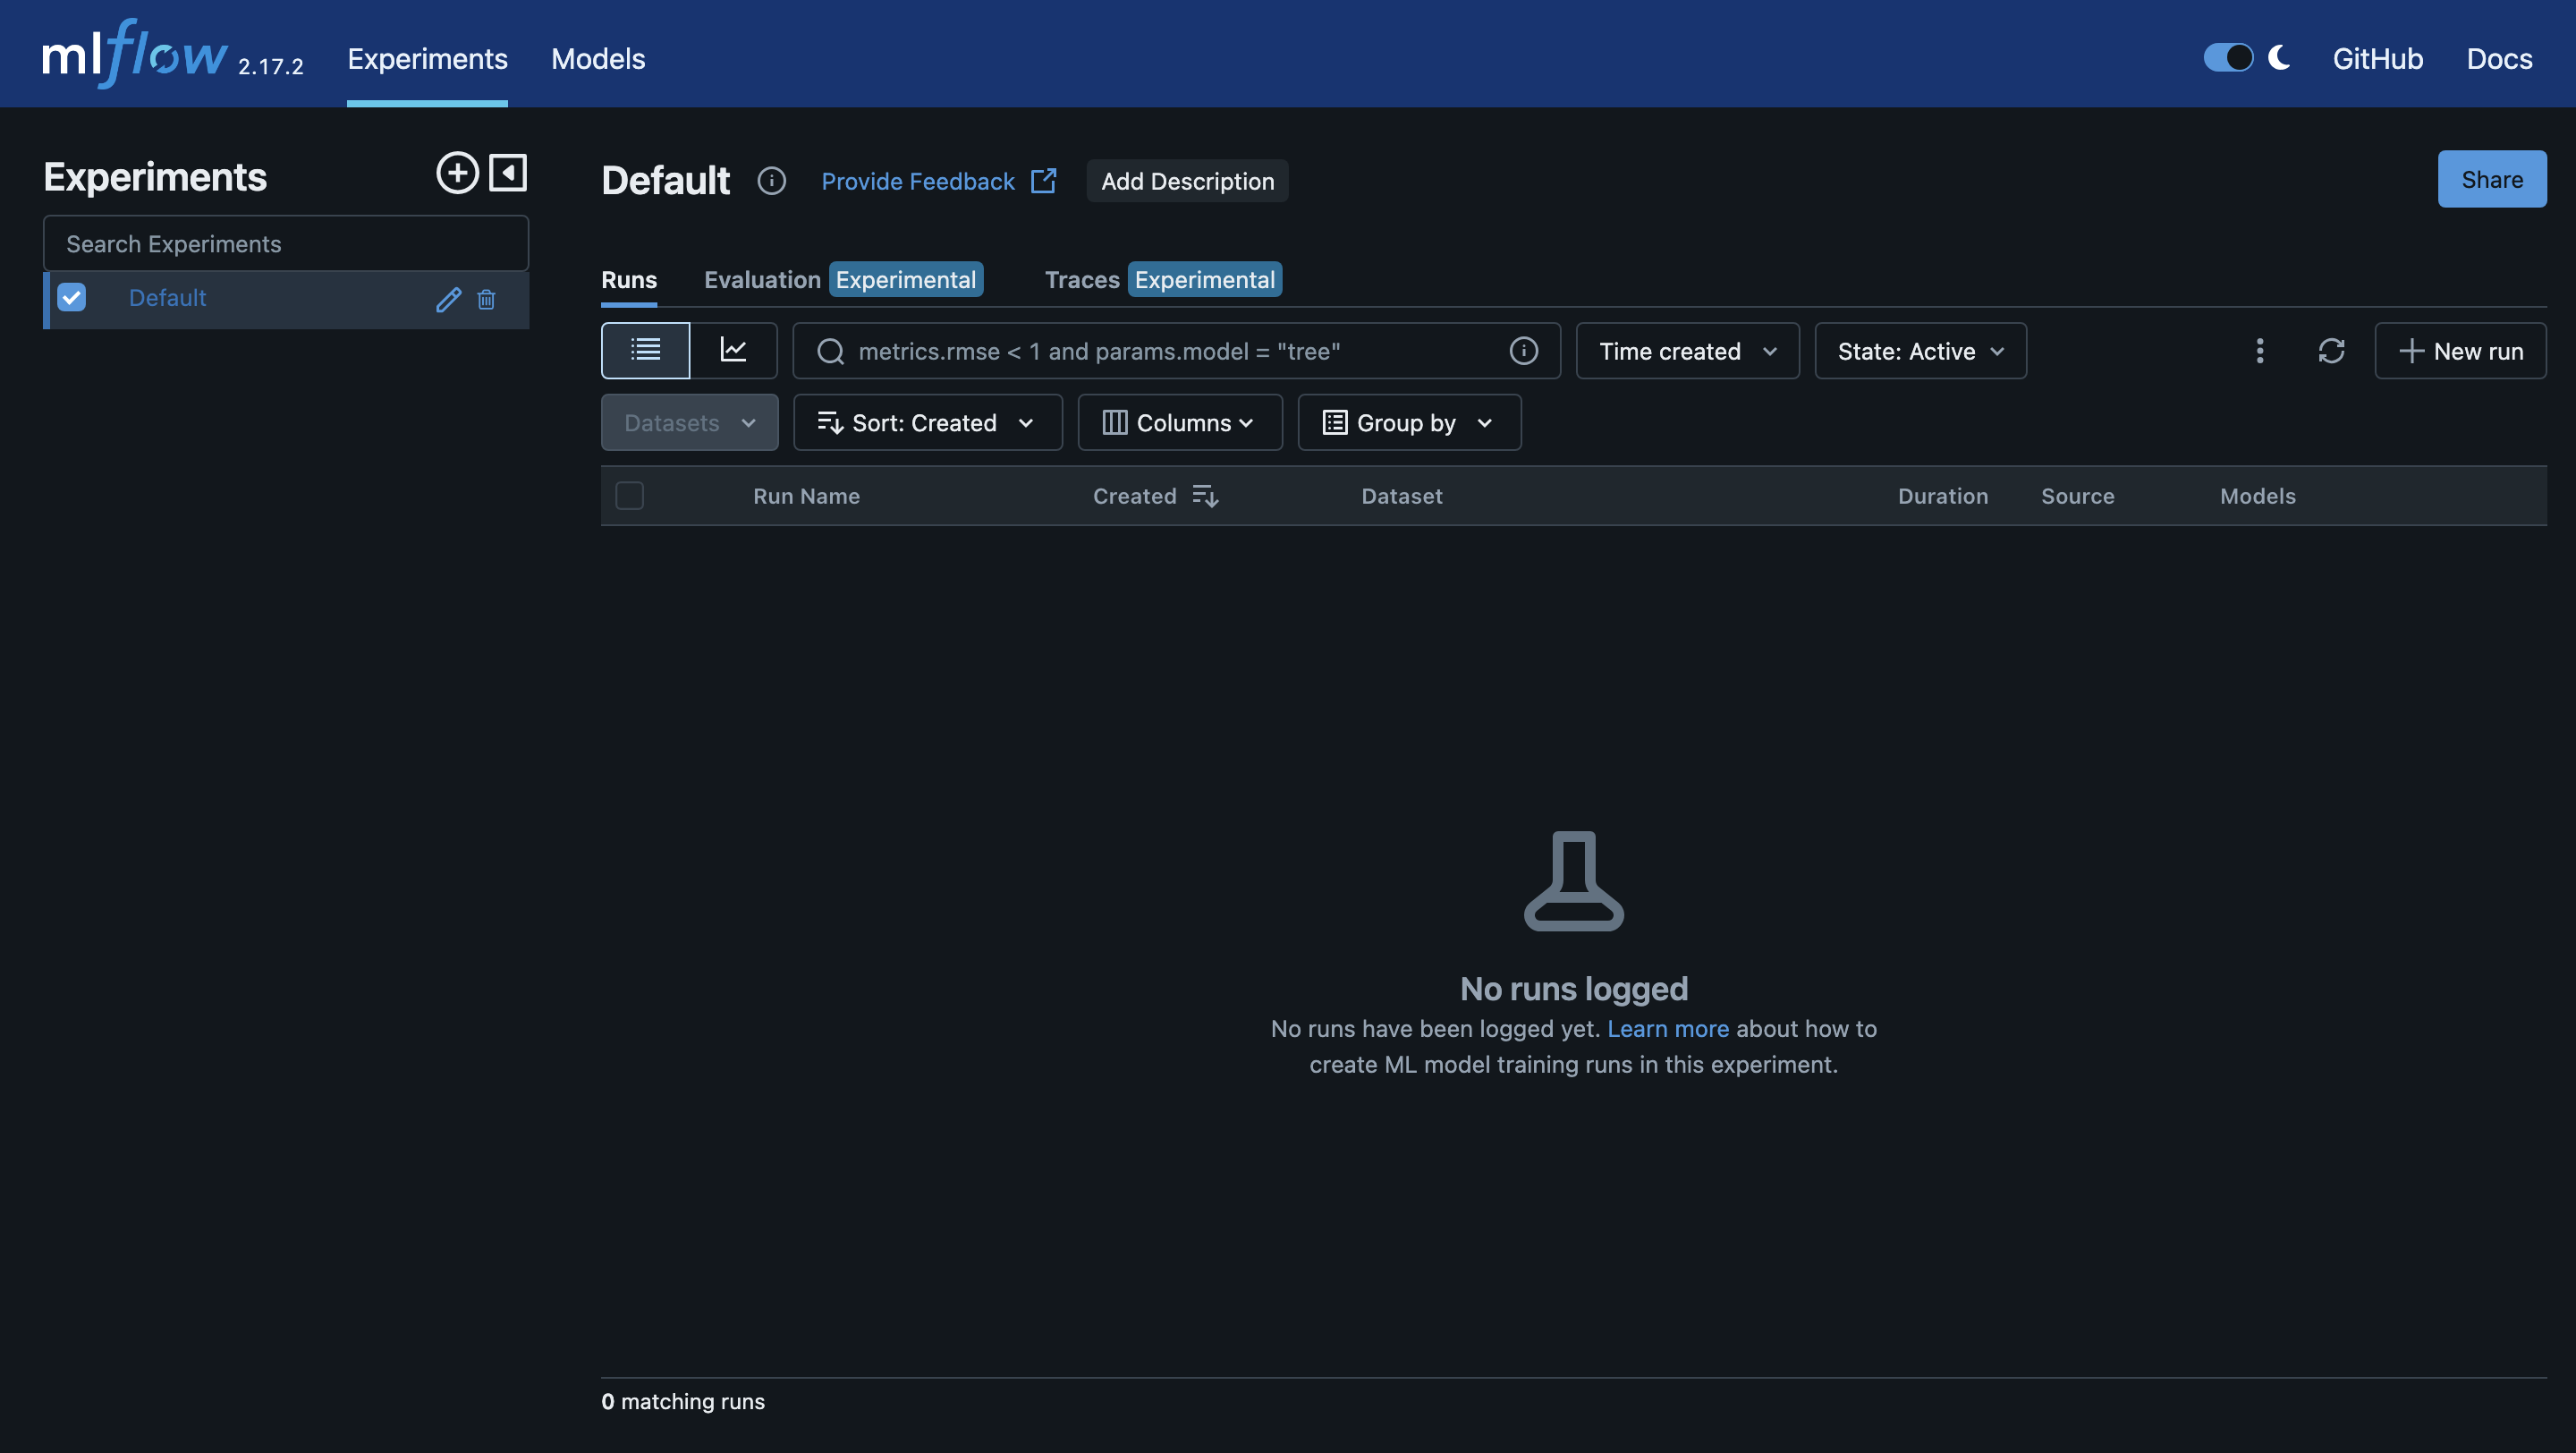 mlflow 2.17.2 Experiments Models GitHub Docs
Experiments
Search Experiments
Default
Default Provide Feedback Add Description Share
Runs Evaluation Experimental Traces Experimental
metrics.rmse < 1 and params.model = "tree" Time created State: Active New run
Datasets Sort: Created Columns Group by
Run Name Created Dataset Duration Source Models
No runs logged
No runs have been logged yet. Learn more about how to
create ML model training runs in this experiment.
0 matching runs